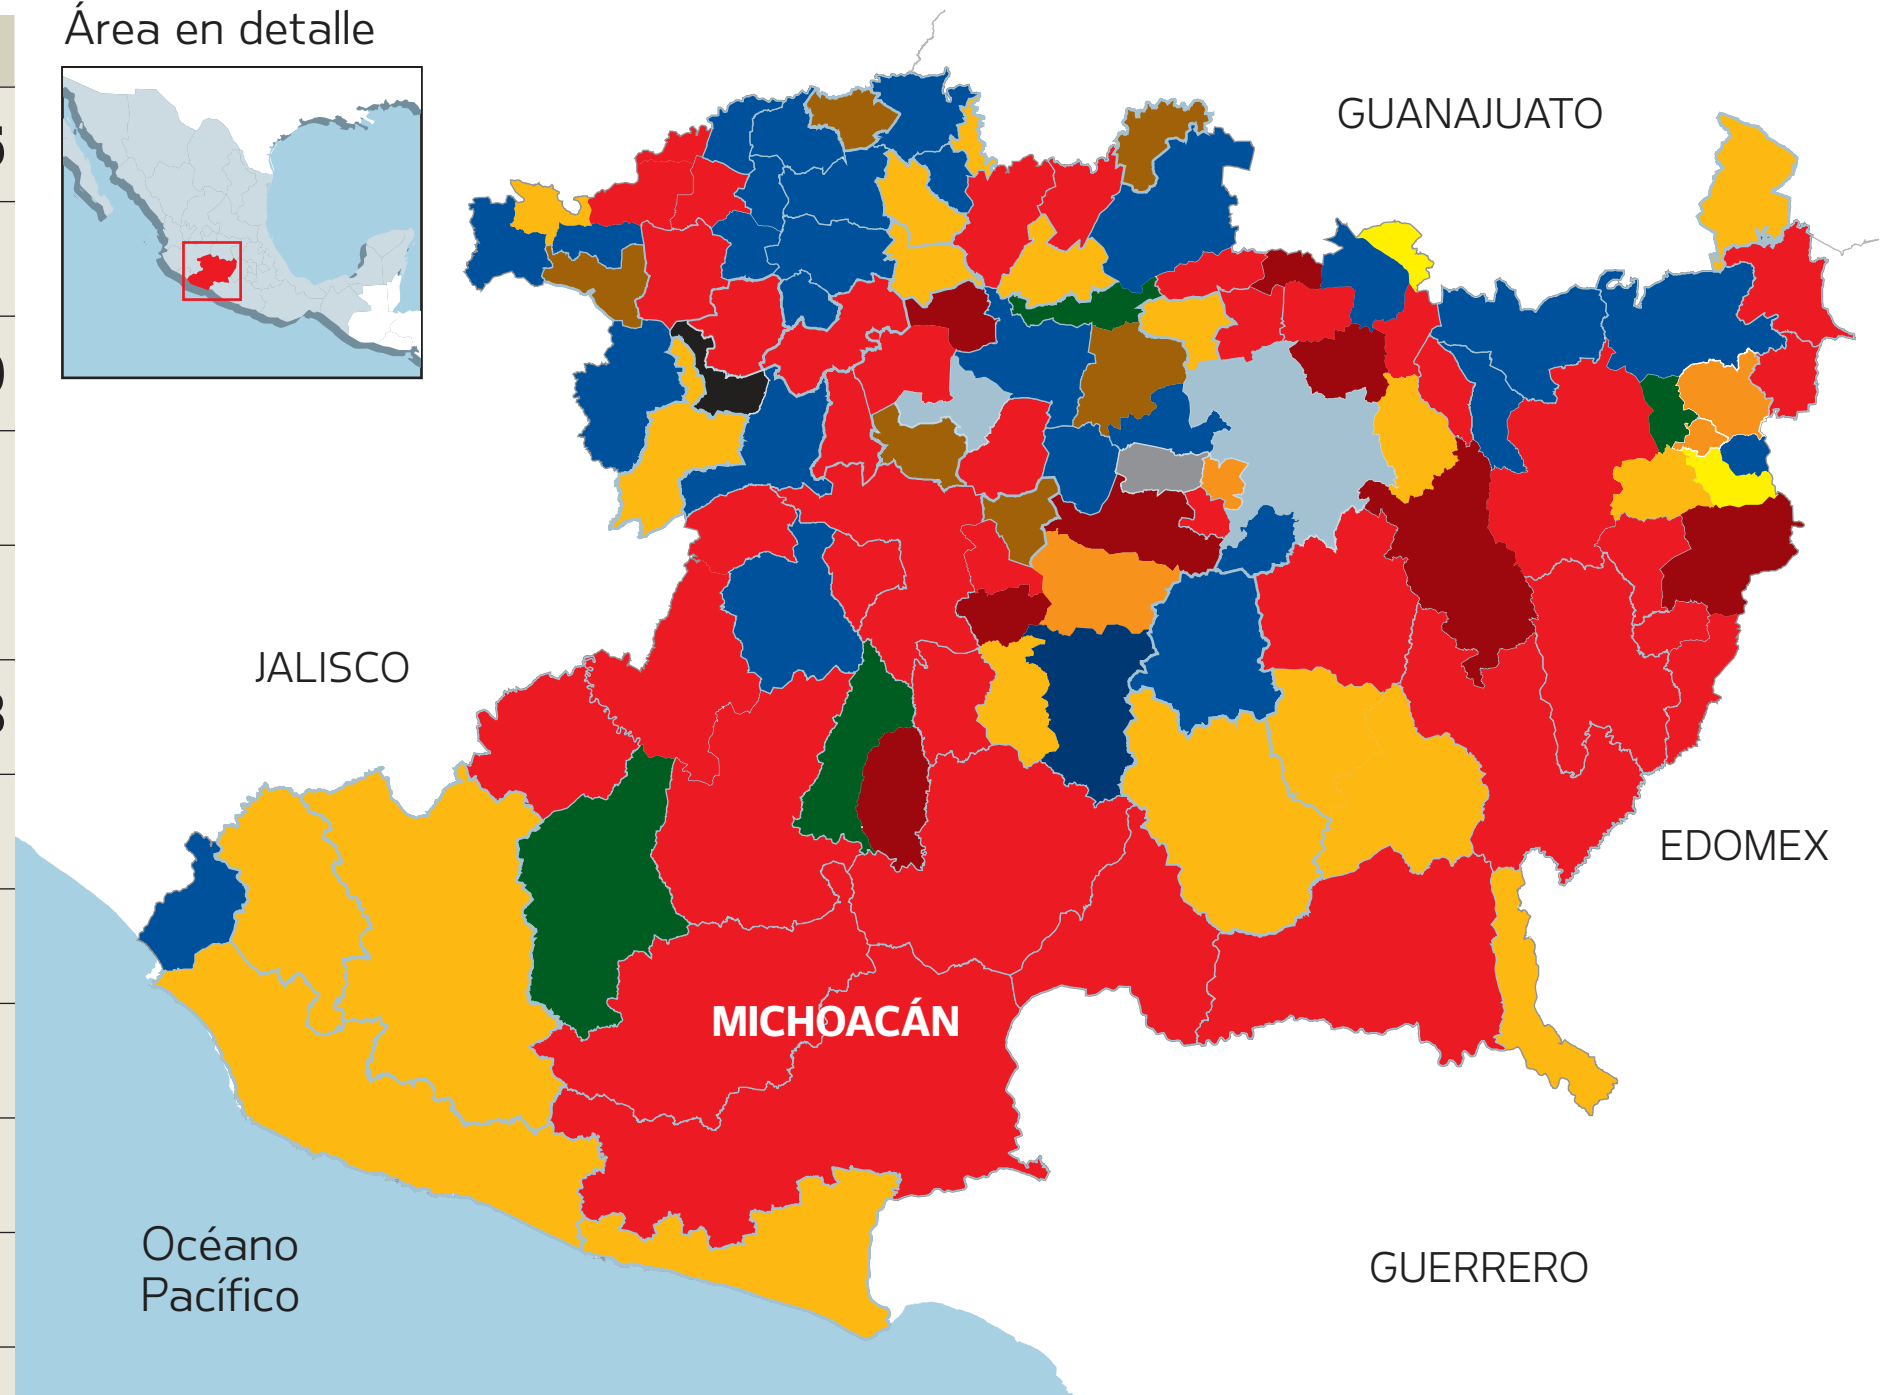 Área en detalle
GUANAJUATO
JALISCO
EDOMEX
MICHOACÁN
Océano
Pacífico
GUERRERO